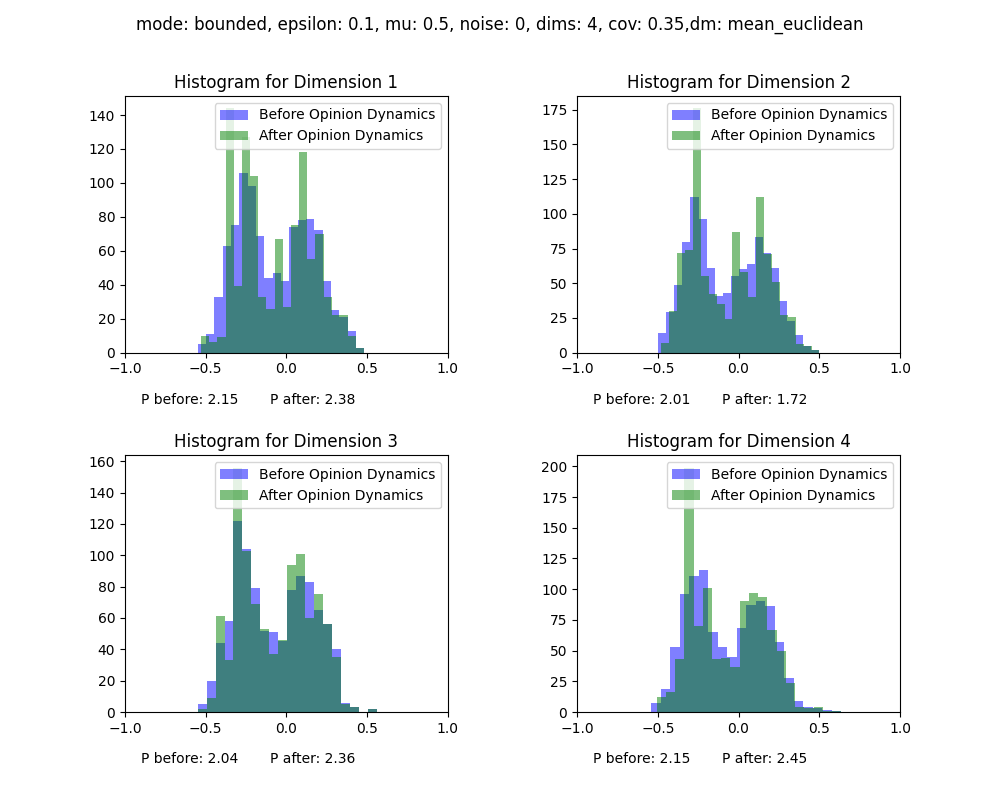 mode: bounded, epsilon: 0.1, mu: 0.5, noise: 0, dims: 4, cov: 0.35,dm: mean_euclidean
Histogram for Dimension 1
Before Opinion Dynamics
After Opinion Dynamics
140
120
100
80
60
40
20
0
−1.0 −0.5 0.0 0.5 1.0
P before: 2.15 P after: 2.38
Histogram for Dimension 2
Before Opinion Dynamics
After Opinion Dynamics
175
150
125
100
75
50
25
0
−1.0 −0.5 0.0 0.5 1.0
P before: 2.01 P after: 1.72
Histogram for Dimension 3
Before Opinion Dynamics
After Opinion Dynamics
160
140
120
100
80
60
40
20
0
−1.0 −0.5 0.0 0.5 1.0
P before: 2.04 P after: 2.36
Histogram for Dimension 4
Before Opinion Dynamics
After Opinion Dynamics
200
175
150
125
100
75
50
25
0
−1.0 −0.5 0.0 0.5 1.0
P before: 2.15 P after: 2.45